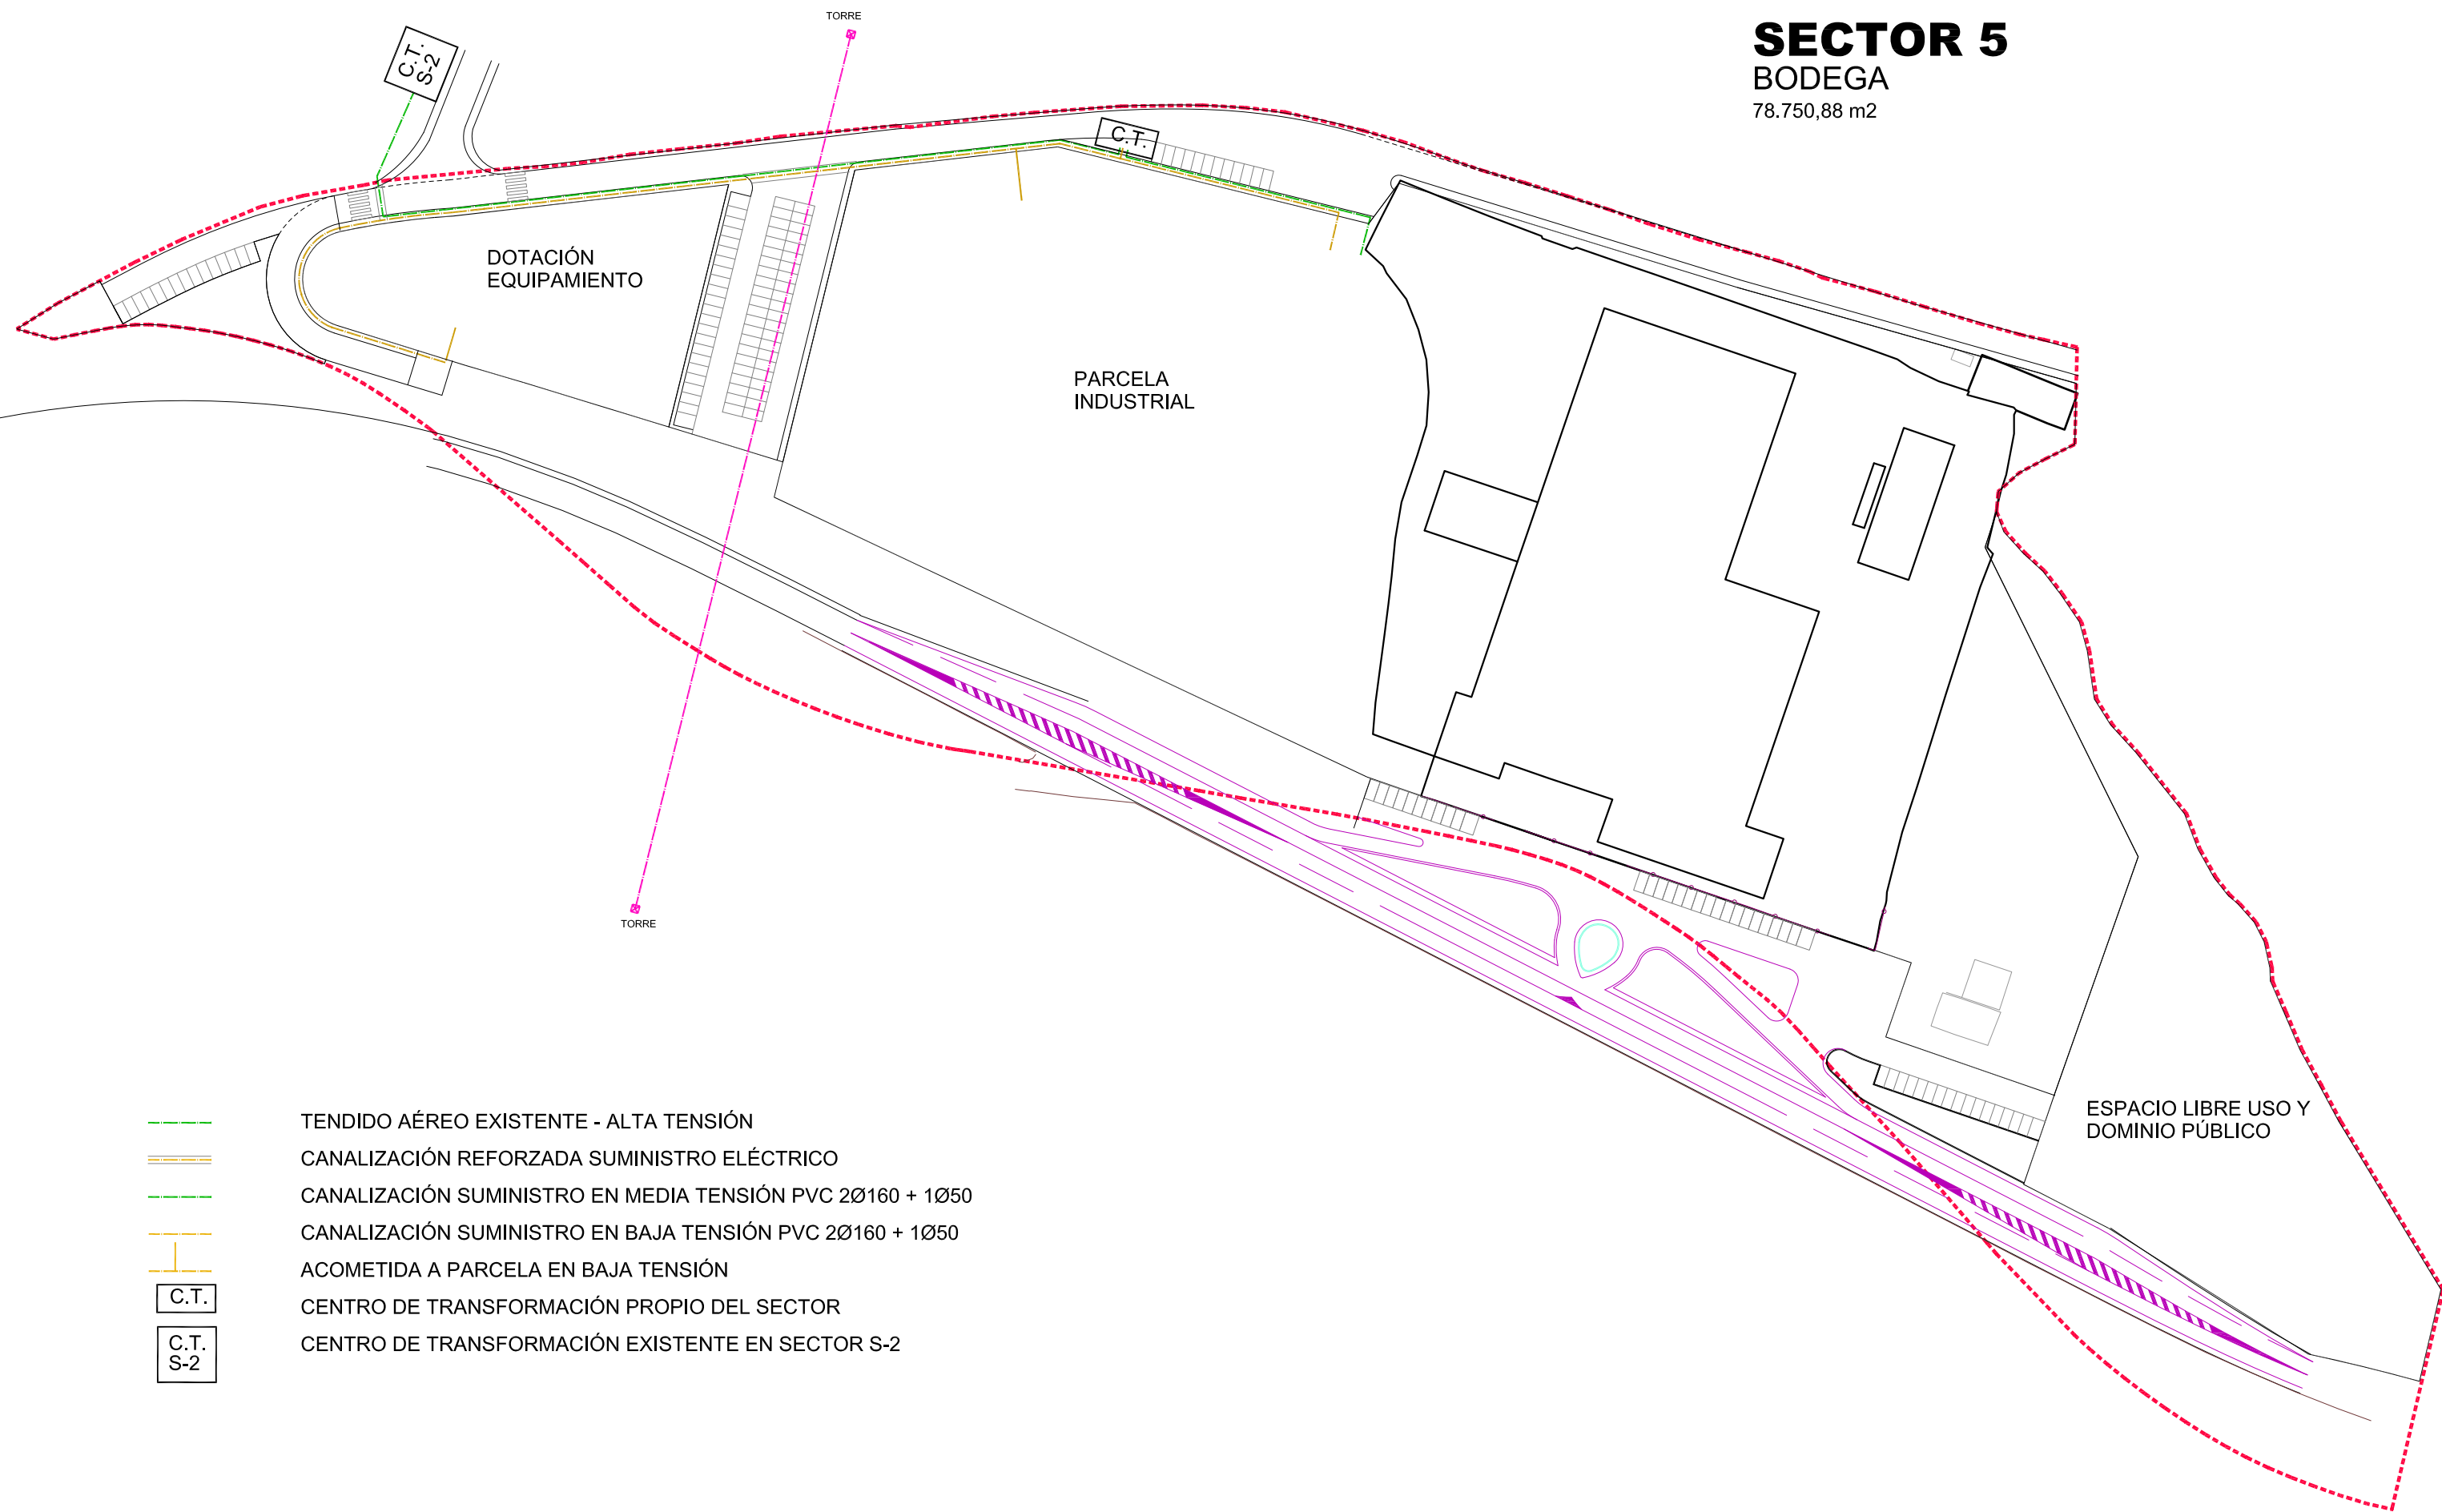 TORRE
SECTOR 5
BODEGA
78.750,88 m2
C.T.
S-2
C.T.
DOTACIÓN
EQUIPAMIENTO
PARCELA
INDUSTRIAL
TORRE
ESPACIO LIBRE USO Y
DOMINIO PÚBLICO
TENDIDO AÉREO EXISTENTE - ALTA TENSIÓN
CANALIZACIÓN REFORZADA SUMINISTRO ELÉCTRICO
CANALIZACIÓN SUMINISTRO EN MEDIA TENSIÓN PVC 2Ø160 + 1Ø50
CANALIZACIÓN SUMINISTRO EN BAJA TENSIÓN PVC 2Ø160 + 1Ø50
ACOMETIDA A PARCELA EN BAJA TENSIÓN
C.T.
CENTRO DE TRANSFORMACIÓN PROPIO DEL SECTOR
C.T.
S-2
CENTRO DE TRANSFORMACIÓN EXISTENTE EN SECTOR S-2